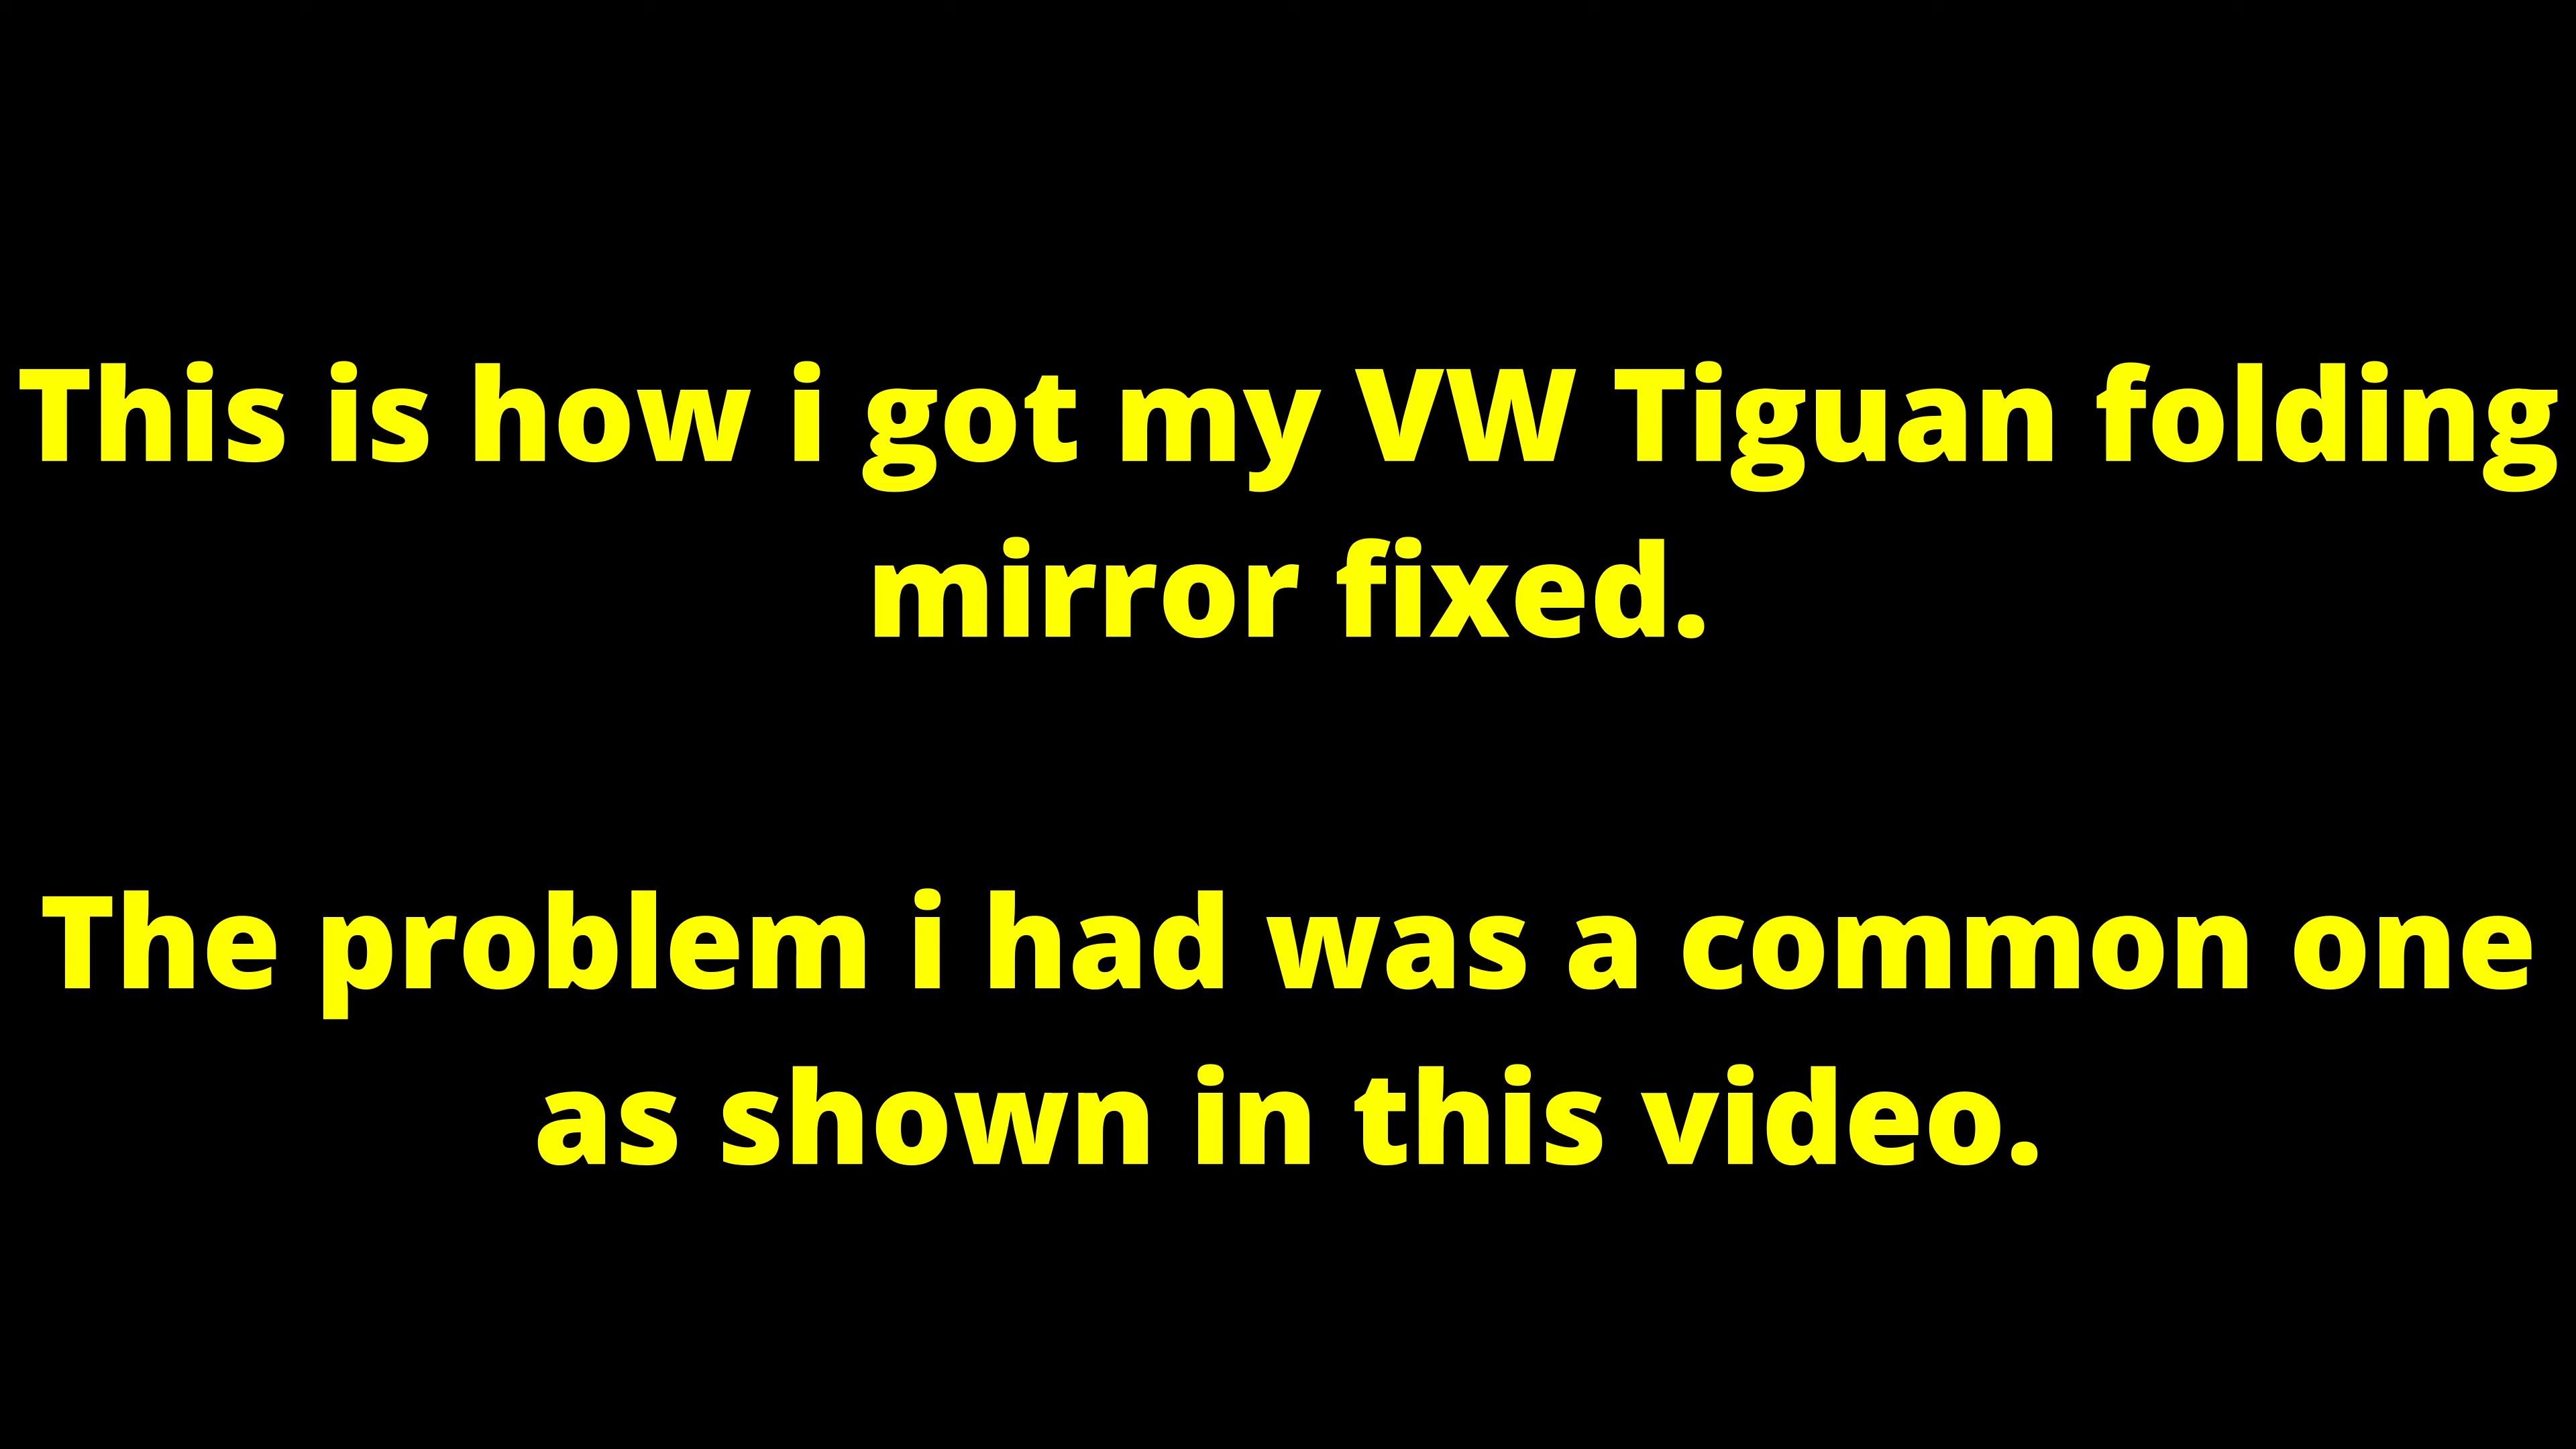 This is how i got my VW Tiguan folding
mirror fixed.
The problem i had was a common one
as shown in this video.